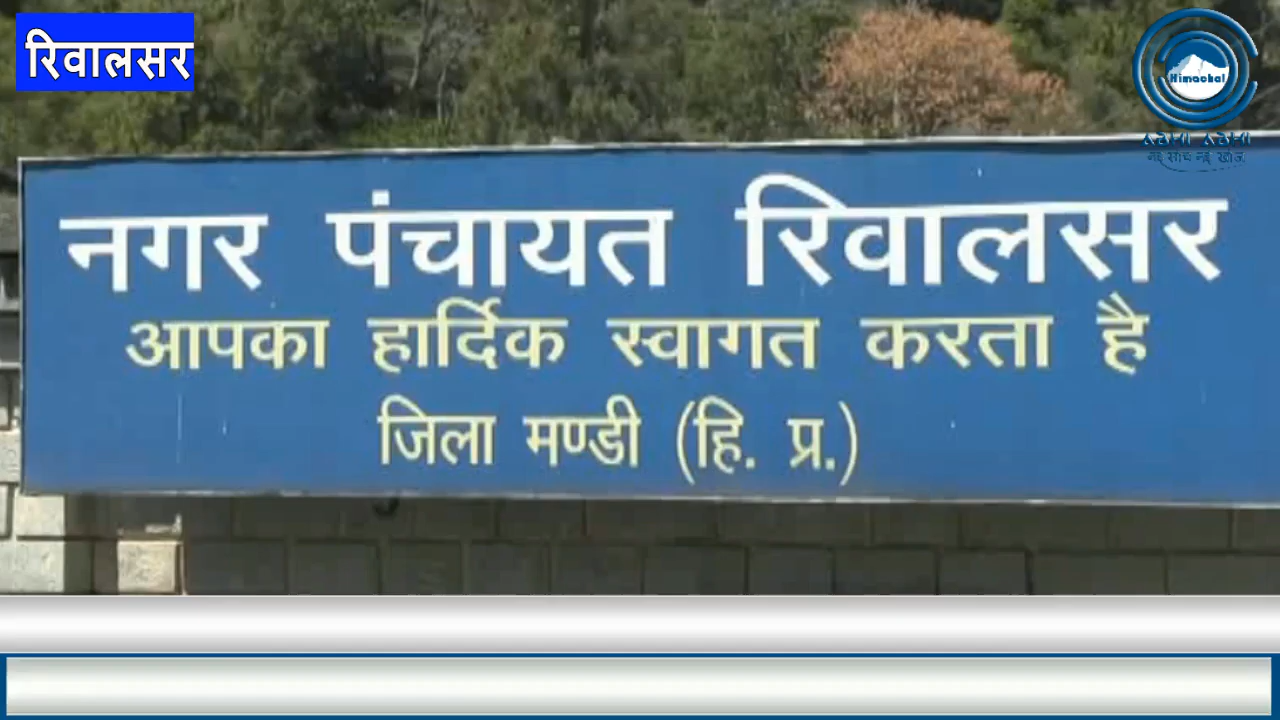 रिवालसर
Himachal
नगर पंचायत रिवालसर
आपका हार्दिक स्वागत करता है
जिला मण्डी (हि. प्र.)